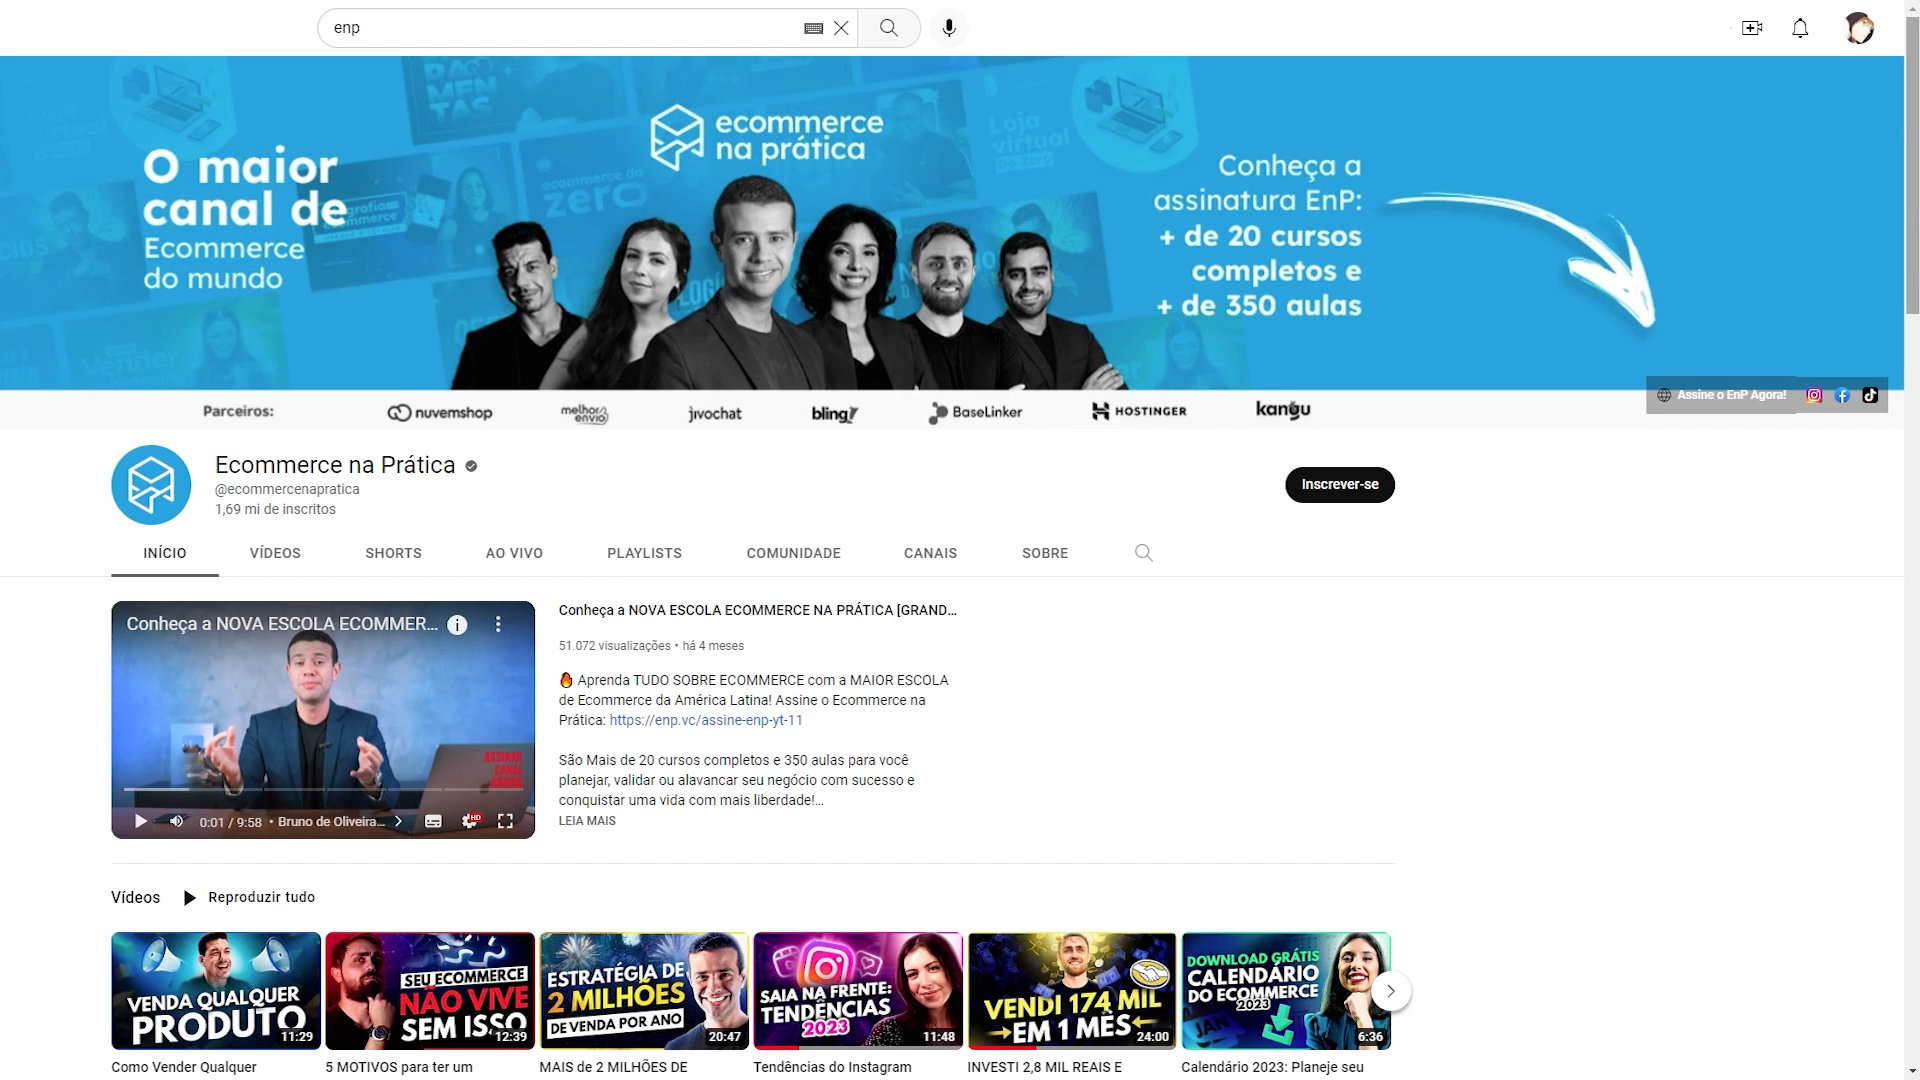 enp
O maior
canal de
Ecommerce
do mundo
ecommerce
na prática
Conheça a
assinatura EnP:
+ de 20 cursos
completos e
+ de 350 aulas
Assine o EnP Agora!
Parceiros:
nuvemshop
melhor envio
jivochat
bling!
BaseLinker
HOSTINGER
kangu
Ecommerce na Prática
@ecommercenapratica
1,69 mi de inscritos
Inscrever-se
INÍCIO VÍDEOS SHORTS AO VIVO PLAYLISTS COMUNIDADE CANAIS SOBRE
Conheça a NOVA ESCOLA ECOMMER...
ASSINAR
CANAL
AGORA
0:01 / 9:58 • Bruno de Oliveira...
HD
Conheça a NOVA ESCOLA ECOMMERCE NA PRÁTICA [GRAND...
51.072 visualizações • há 4 meses
🔥 Aprenda TUDO SOBRE ECOMMERCE com a MAIOR ESCOLA
de Ecommerce da América Latina! Assine o Ecommerce na
Prática: https://enp.vc/assine-enp-yt-11
São Mais de 20 cursos completos e 350 aulas para você
planejar, validar ou alavancar seu negócio com sucesso e
conquistar uma vida com mais liberdade!...
LEIA MAIS
Vídeos Reproduzir tudo
VENDA QUALQUER
PRODUTO
11:29
SEU ECOMMERCE
NÃO VIVE
SEM ISSO
12:39
ESTRATÉGIA DE
2 MILHÕES
DE VENDA POR ANO
20:47
SAIA NA FRENTE:
TENDÊNCIAS
2023
11:48
VENDI 174 MIL
EM 1 MÊS
24:00
DOWNLOAD GRÁTIS
CALENDÁRIO
DO ECOMMERCE
2023
JAN
6:36
Como Vender Qualquer
5 MOTIVOS para ter um
MAIS de 2 MILHÕES DE
Tendências do Instagram
INVESTI 2,8 MIL REAIS E
Calendário 2023: Planeje seu